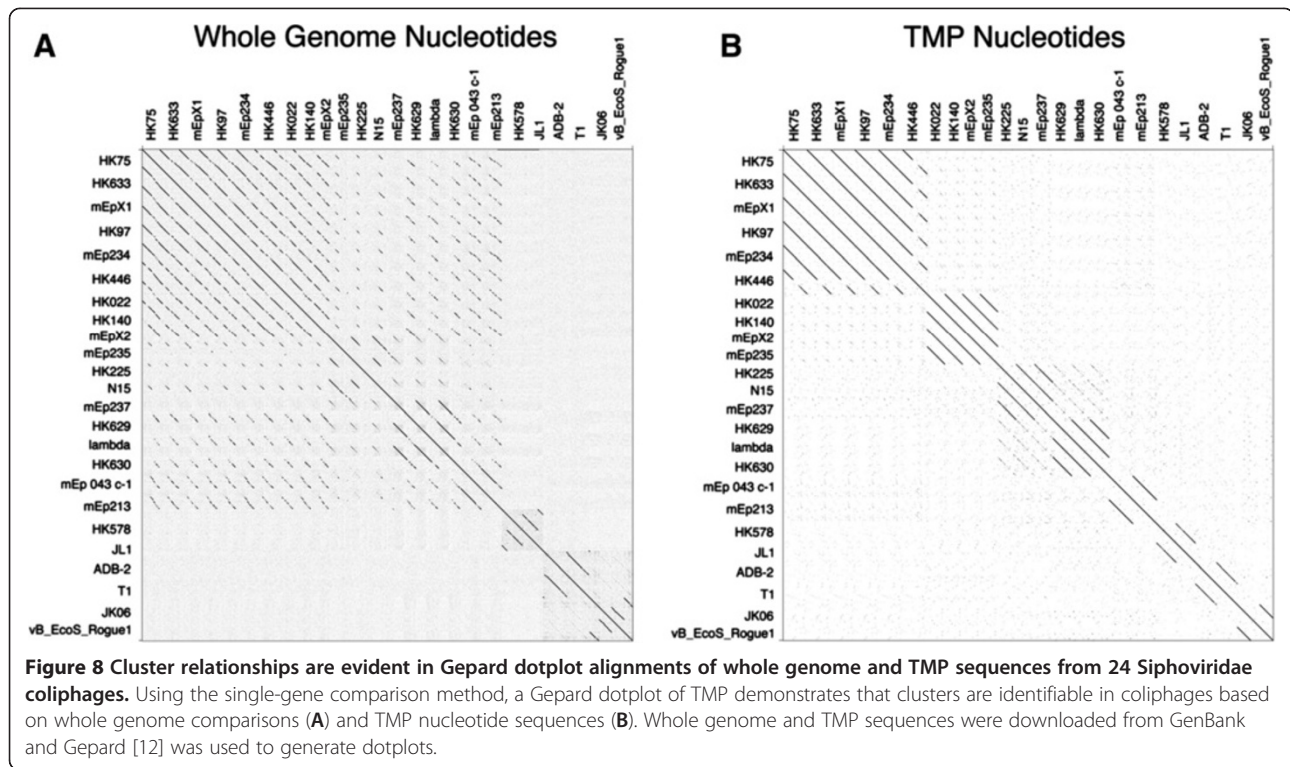 A
Whole Genome Nucleotides
HK75
HK633
mEpX1
HK97
mEp234
HK446
HK022
HK140
mEpX2
mEp235
HK225
N15
mEp237
HK629
lambda
HK630
mEp 043 c-1
mEp213
HK578
JL1
ADB-2
T1
JK06
vB_EcoS_Rogue1
HK75
HK633
mEpX1
HK97
mEp234
HK446
HK022
HK140
mEpX2
mEp235
HK225
N15
mEp237
HK629
lambda
HK630
mEp 043 c-1
mEp213
HK578
JL1
ADB-2
T1
JK06
vB_EcoS_Rogue1
B
TMP Nucleotides
HK75
HK633
mEpX1
HK97
mEp234
HK446
HK022
HK140
mEpX2
mEp235
HK225
N15
mEp237
HK629
lambda
HK630
mEp 043 c-1
mEp213
HK578
JL1
ADB-2
T1
JK06
vB_EcoS_Rogue1
HK75
HK633
mEpX1
HK97
mEp234
HK446
HK022
HK140
mEpX2
mEp235
HK225
N15
mEp237
HK629
lambda
HK630
mEp 043 c-1
mEp213
HK578
JL1
ADB-2
T1
JK06
vB_EcoS_Rogue1
Figure 8 Cluster relationships are evident in Gepard dotplot alignments of whole genome and TMP sequences from 24 Siphoviridae
coliphages. Using the single-gene comparison method, a Gepard dotplot of TMP demonstrates that clusters are identifiable in coliphages based
on whole genome comparisons (A) and TMP nucleotide sequences (B). Whole genome and TMP sequences were downloaded from GenBank
and Gepard [12] was used to generate dotplots.